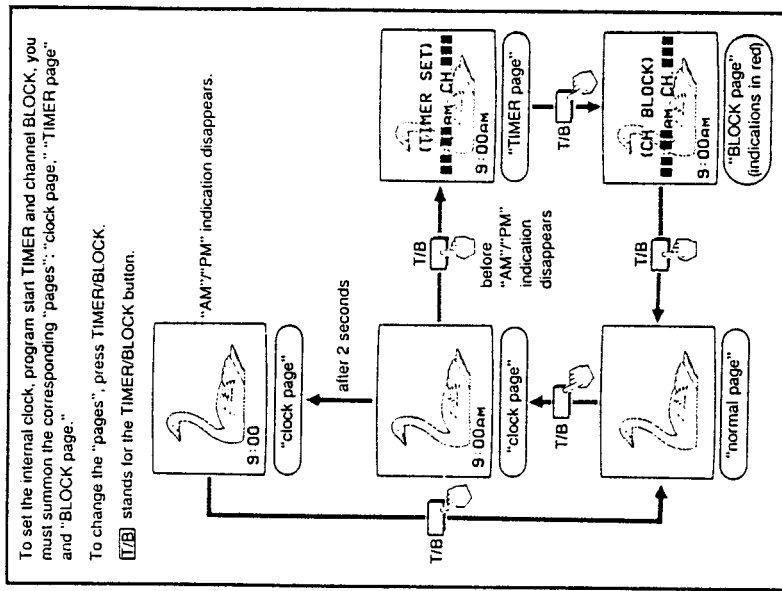 To set the internal clock, program start TIMER and channel BLOCK, you
must summon the corresponding "pages": "clock page," "TIMER page"
and "BLOCK page."
To change the "pages", press TIMER/BLOCK.
T/B stands for the TIMER/BLOCK button.
9:00
"AM"/"PM" indication disappears.
"clock page"
after 2 seconds
T/B
9:00AM
"clock page"
T/B
before
"AM"/"PM"
indication
disappears
(TIMER SET)
AM CH
9:00AM
"TIMER page"
T/B
T/B
"normal page"
T/B
(CH BLOCK)
AM CH
9:00AM
"BLOCK page"
(indications in red)